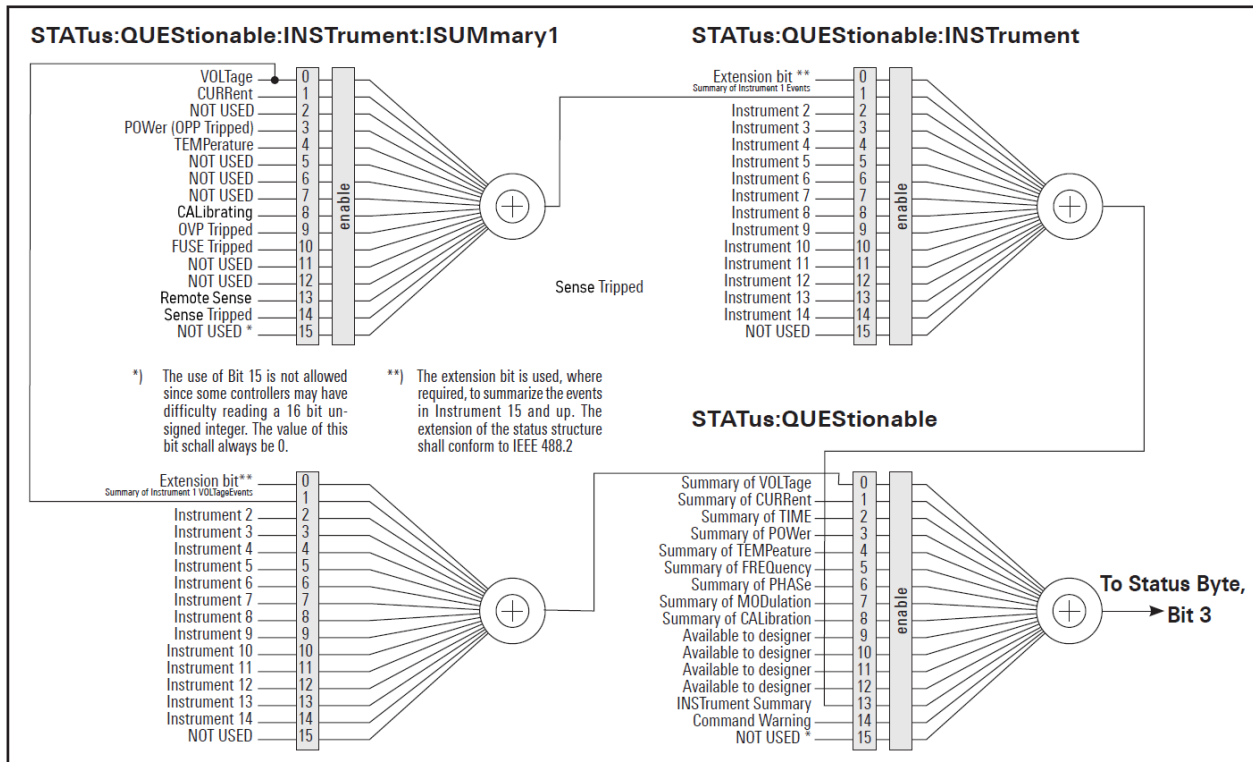 STATus:QUEStionable:INSTrument:ISUMmary1
VOLTage 0
CURRent 1
NOT USED 2
POWer (OPP Tripped) 3
TEMPerature 4
NOT USED 5
NOT USED 6
NOT USED 7
CALibrating 8
OVP Tripped 9
FUSE Tripped 10
NOT USED 11
NOT USED 12
Remote Sense 13
Sense Tripped 14
NOT USED * 15
enable
Sense Tripped
STATus:QUEStionable:INSTrument
Extension bit ** 0
Summary of Instrument 1 Events 1
Instrument 2 2
Instrument 3 3
Instrument 4 4
Instrument 5 5
Instrument 6 6
Instrument 7 7
Instrument 8 8
Instrument 9 9
Instrument 10 10
Instrument 11 11
Instrument 12 12
Instrument 13 13
Instrument 14 14
NOT USED 15
enable
*) The use of Bit 15 is not allowed
since some controllers may have
difficulty reading a 16 bit un-
signed integer. The value of this
bit schall always be 0.
**) The extension bit is used, where
required, to summarize the events
in Instrument 15 and up. The
extension of the status structure
shall conform to IEEE 488.2
Extension bit** 0
Summary of Instrument 1 VOLTageEvents 1
Instrument 2 2
Instrument 3 3
Instrument 4 4
Instrument 5 5
Instrument 6 6
Instrument 7 7
Instrument 8 8
Instrument 9 9
Instrument 10 10
Instrument 11 11
Instrument 12 12
Instrument 13 13
Instrument 14 14
NOT USED 15
STATus:QUEStionable
Summary of VOLTage 0
Summary of CURRent 1
Summary of TIME 2
Summary of POWer 3
Summary of TEMPeature 4
Summary of FREQuency 5
Summary of PHASe 6
Summary of MODulation 7
Summary of CALibration 8
Available to designer 9
Available to designer 10
Available to designer 11
Available to designer 12
INSTrument Summary 13
Command Warning 14
NOT USED * 15
enable
To Status Byte,
Bit 3